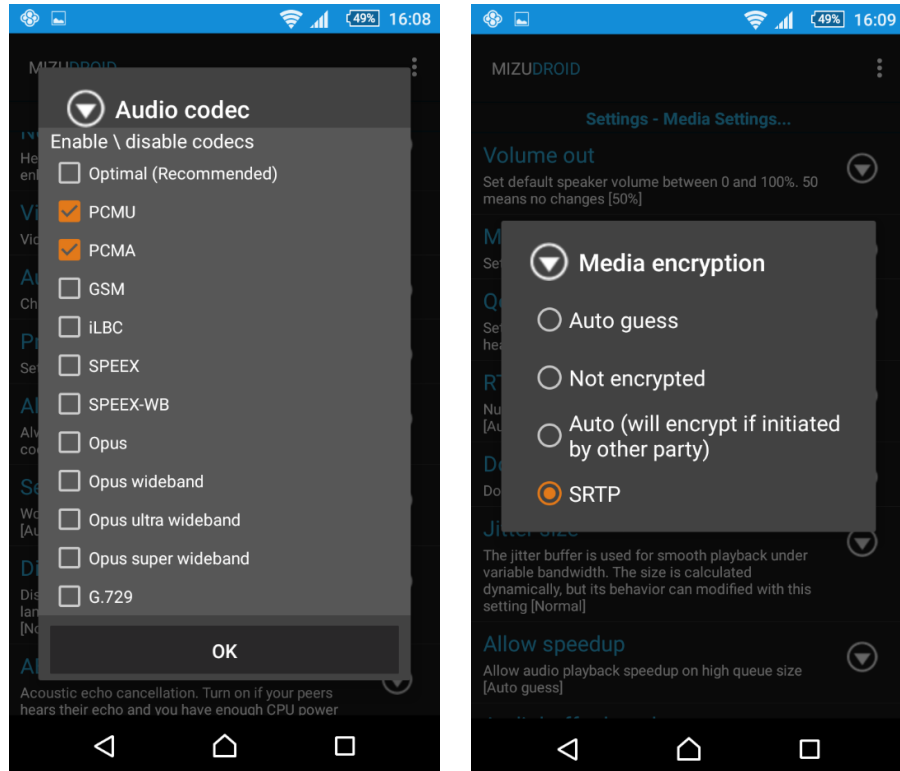 49% 16:08
MIZUDROID
Audio codec
Enable \ disable codecs
Optimal (Recommended)
PCMU
PCMA
GSM
iLBC
SPEEX
SPEEX-WB
Opus
Opus wideband
Opus ultra wideband
Opus super wideband
G.729
OK
Acoustic echo cancellation. Turn on if your peers
hears their echo and you have enough CPU power
49% 16:09
MIZUDROID
Settings - Media Settings...
Volume out
Set default speaker volume between 0 and 100%. 50
means no changes [50%]
Media encryption
Auto guess
Not encrypted
Auto (will encrypt if initiated
by other party)
SRTP
Jitter size
The jitter buffer is used for smooth playback under
variable bandwidth. The size is calculated
dynamically, but its behavior can modified with this
setting [Normal]
Allow speedup
Allow audio playback speedup on high queue size
[Auto guess]